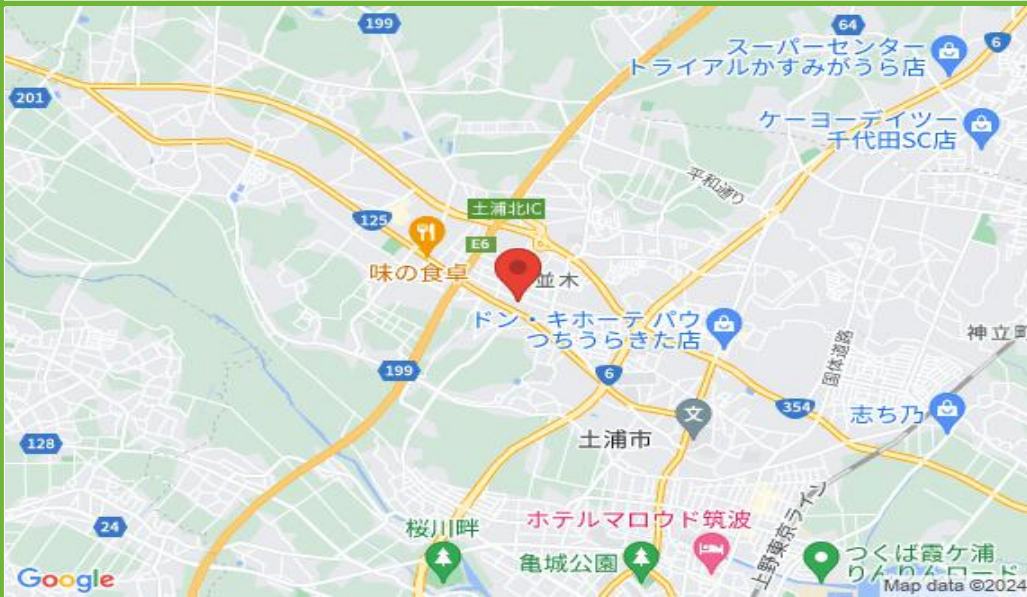 199
64
6
スーパーセンター
トライアルかすみがうら店
201
ケーヨーデイツー
千代田SC店
平和通り
125
土浦北IC
E6
味の食卓
並木
ドン・キホーテ パウ
つちうらきた店
国体道路
神立町
199
6
354
志ち乃
文
土浦市
128
24
桜川畔
ホテルマロウド筑波
亀城公園
上野東京ライン
つくば霞ケ浦
りんりんロード
Google
Map data ©2024